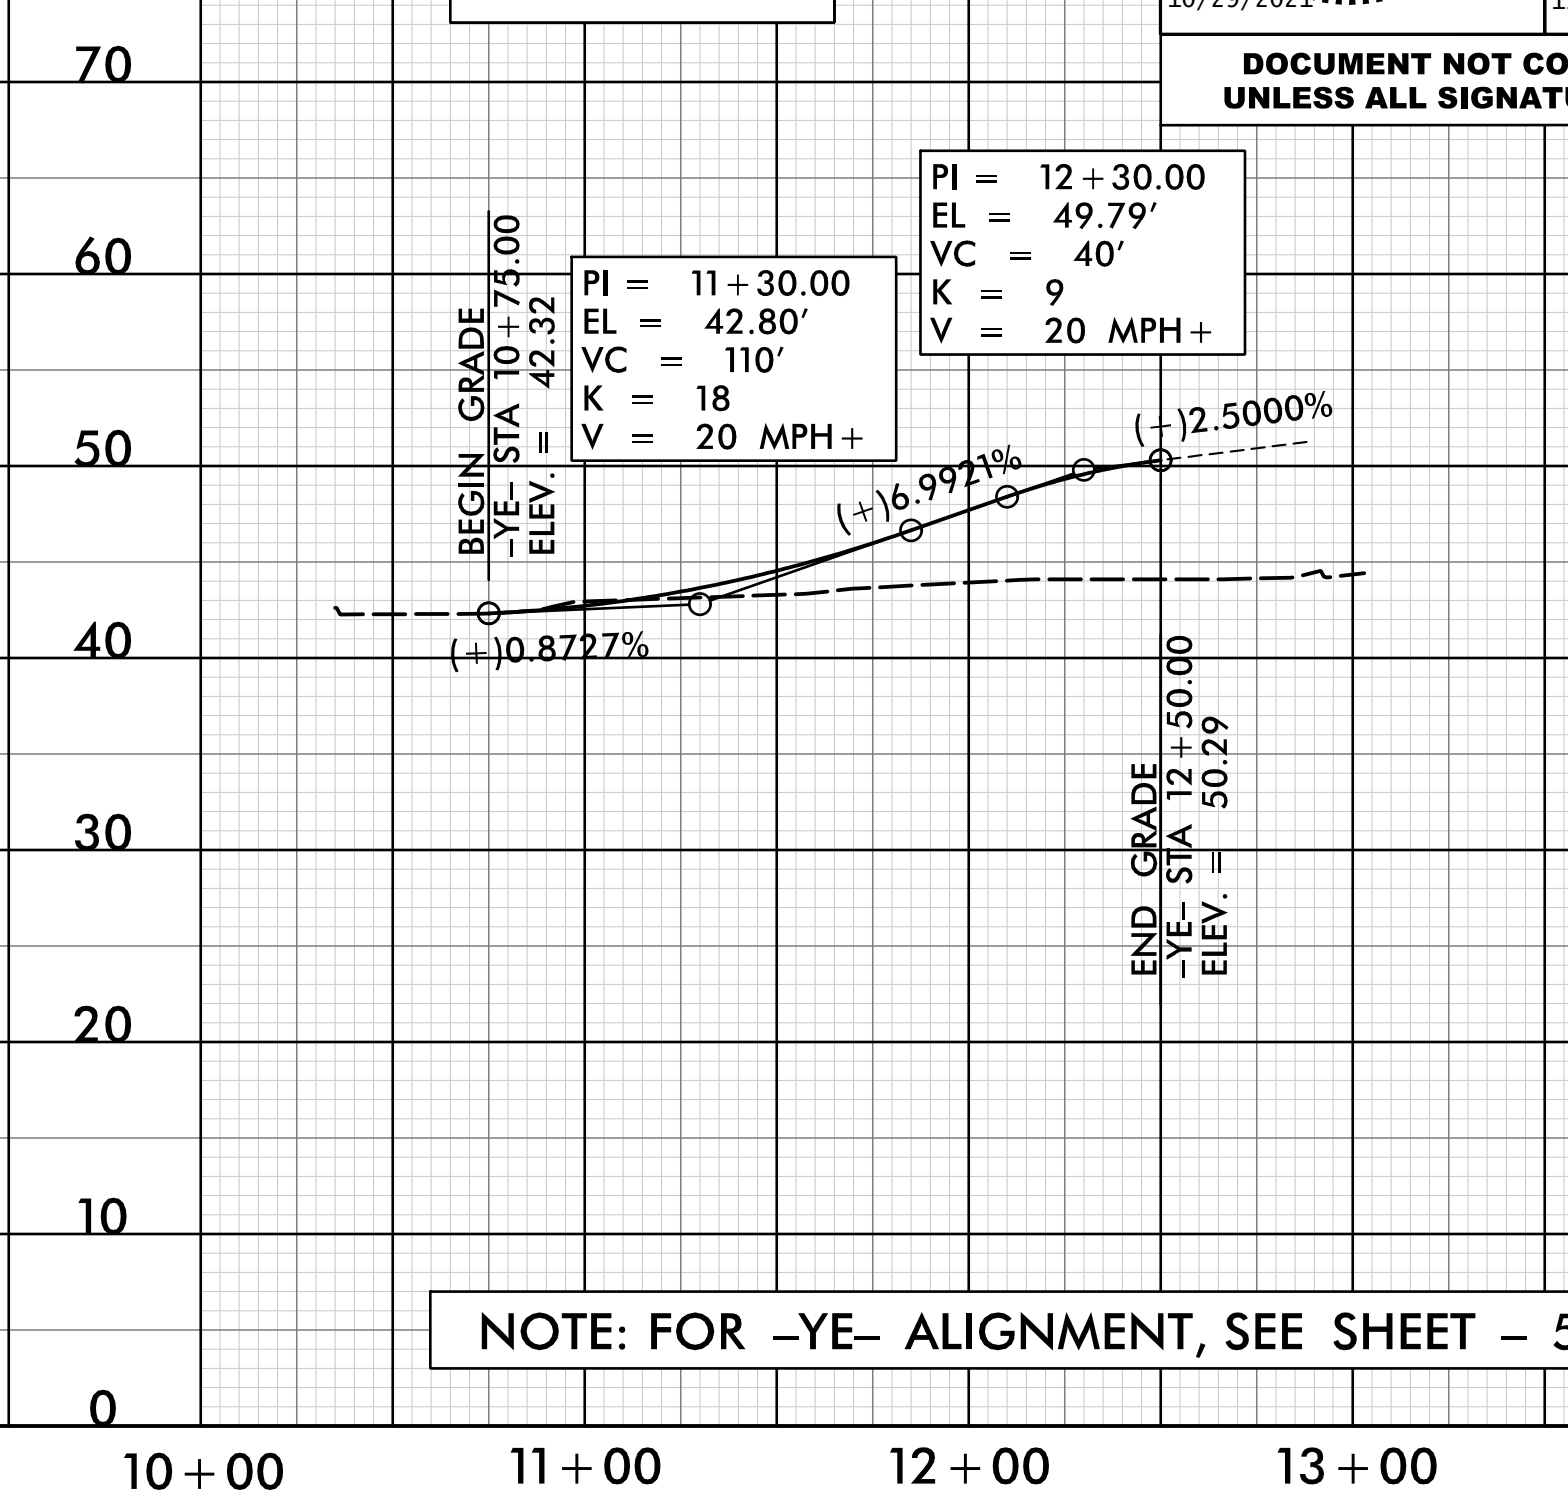 10/29/2021
DOCUMENT NOT CO
UNLESS ALL SIGNATU
70
60
50
40
30
20
10
0
BEGIN GRADE
-YE- STA 10+75.00
ELEV. = 42.32
PI = 11+30.00
EL = 42.80'
VC = 110'
K = 18
V = 20 MPH+
PI = 12+30.00
EL = 49.79'
VC = 40'
K = 9
V = 20 MPH+
(+)0.8727%
(+)6.9921%
(+)2.5000%
END GRADE
-YE- STA 12+50.00
ELEV. = 50.29
NOTE: FOR -YE- ALIGNMENT, SEE SHEET - 5
10+00
11+00
12+00
13+00